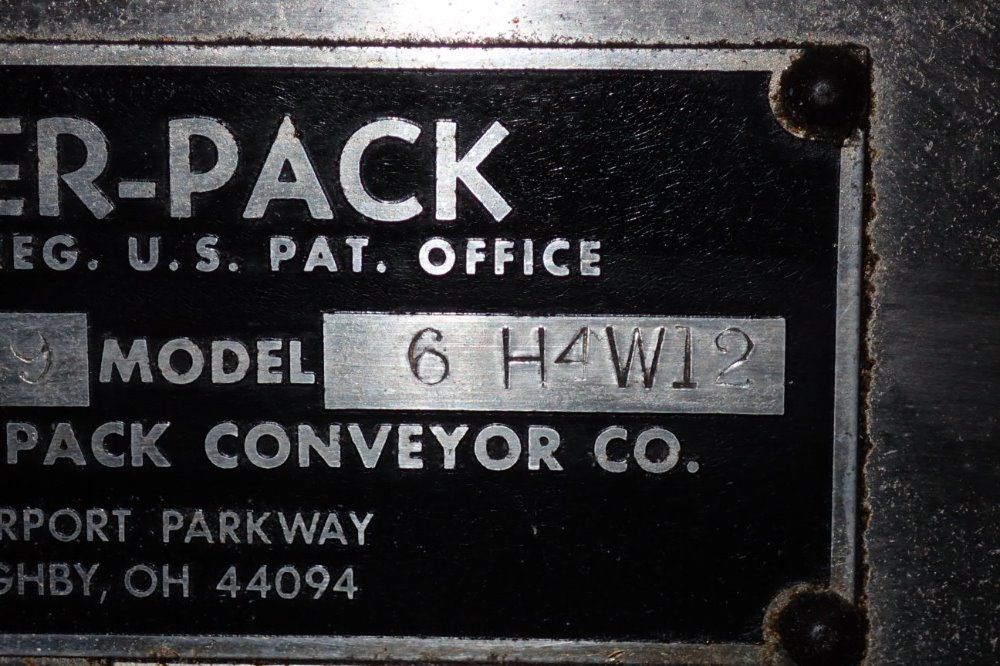 ER-PACK
EG. U.S. PAT. OFFICE
9 MODEL 6 H4W12
PACK CONVEYOR CO.
RPORT PARKWAY
GHBY, OH 44094